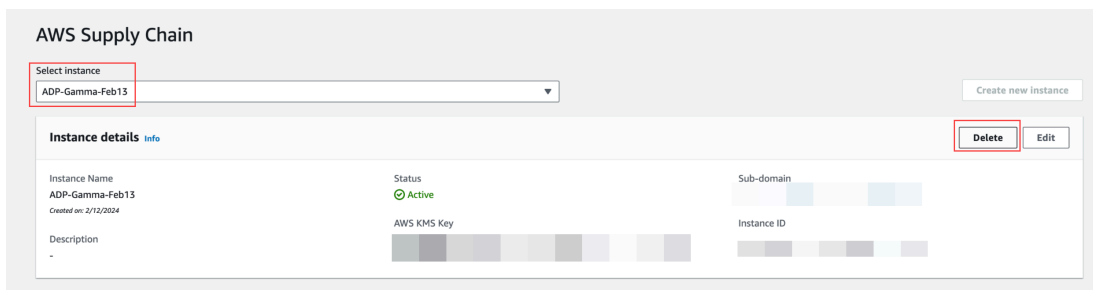 AWS Supply Chain
Select instance
ADP-Gamma-Feb13
Create new instance
Instance details Info
Delete
Edit
Instance Name
ADP-Gamma-Feb13
Created on: 2/12/2024
Description
-
Status
Active
AWS KMS Key
Sub-domain
Instance ID